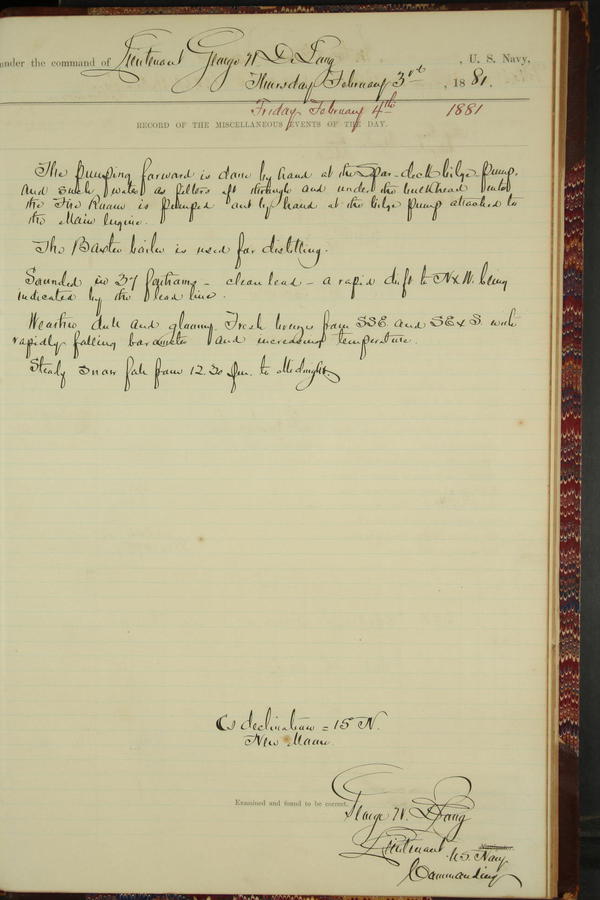 under the command of Lieutenant George W. De Long , U. S. Navy,
Thursday February 3rd , 1881.
Friday February 4th 1881
RECORD OF THE MISCELLANEOUS EVENTS OF THE DAY.
The pumping forward is done by hand at the Spar-deck bilge pump.
And such water as filters aft through and under the bulkhead into
the Fire Room is pumped out by hand at the bilge pump attached to
the Main Engine.
The Baxter boiler is used for distilling.
Sounded in 37 fathoms - clean lead - a rapid drift to NxW. being
indicated by the lead line.
Weather dull and gloomy. Fresh breezes from SSE. and SExS. with
rapidly falling barometer and increasing temperature.
Steady snow fall from 12.30 pm. to Midnight.
☾s declination = 15° N.
New Moon.
Examined and found to be correct.
George W. De Long
Lieutenant U.S. Navy Navigator.
Commanding